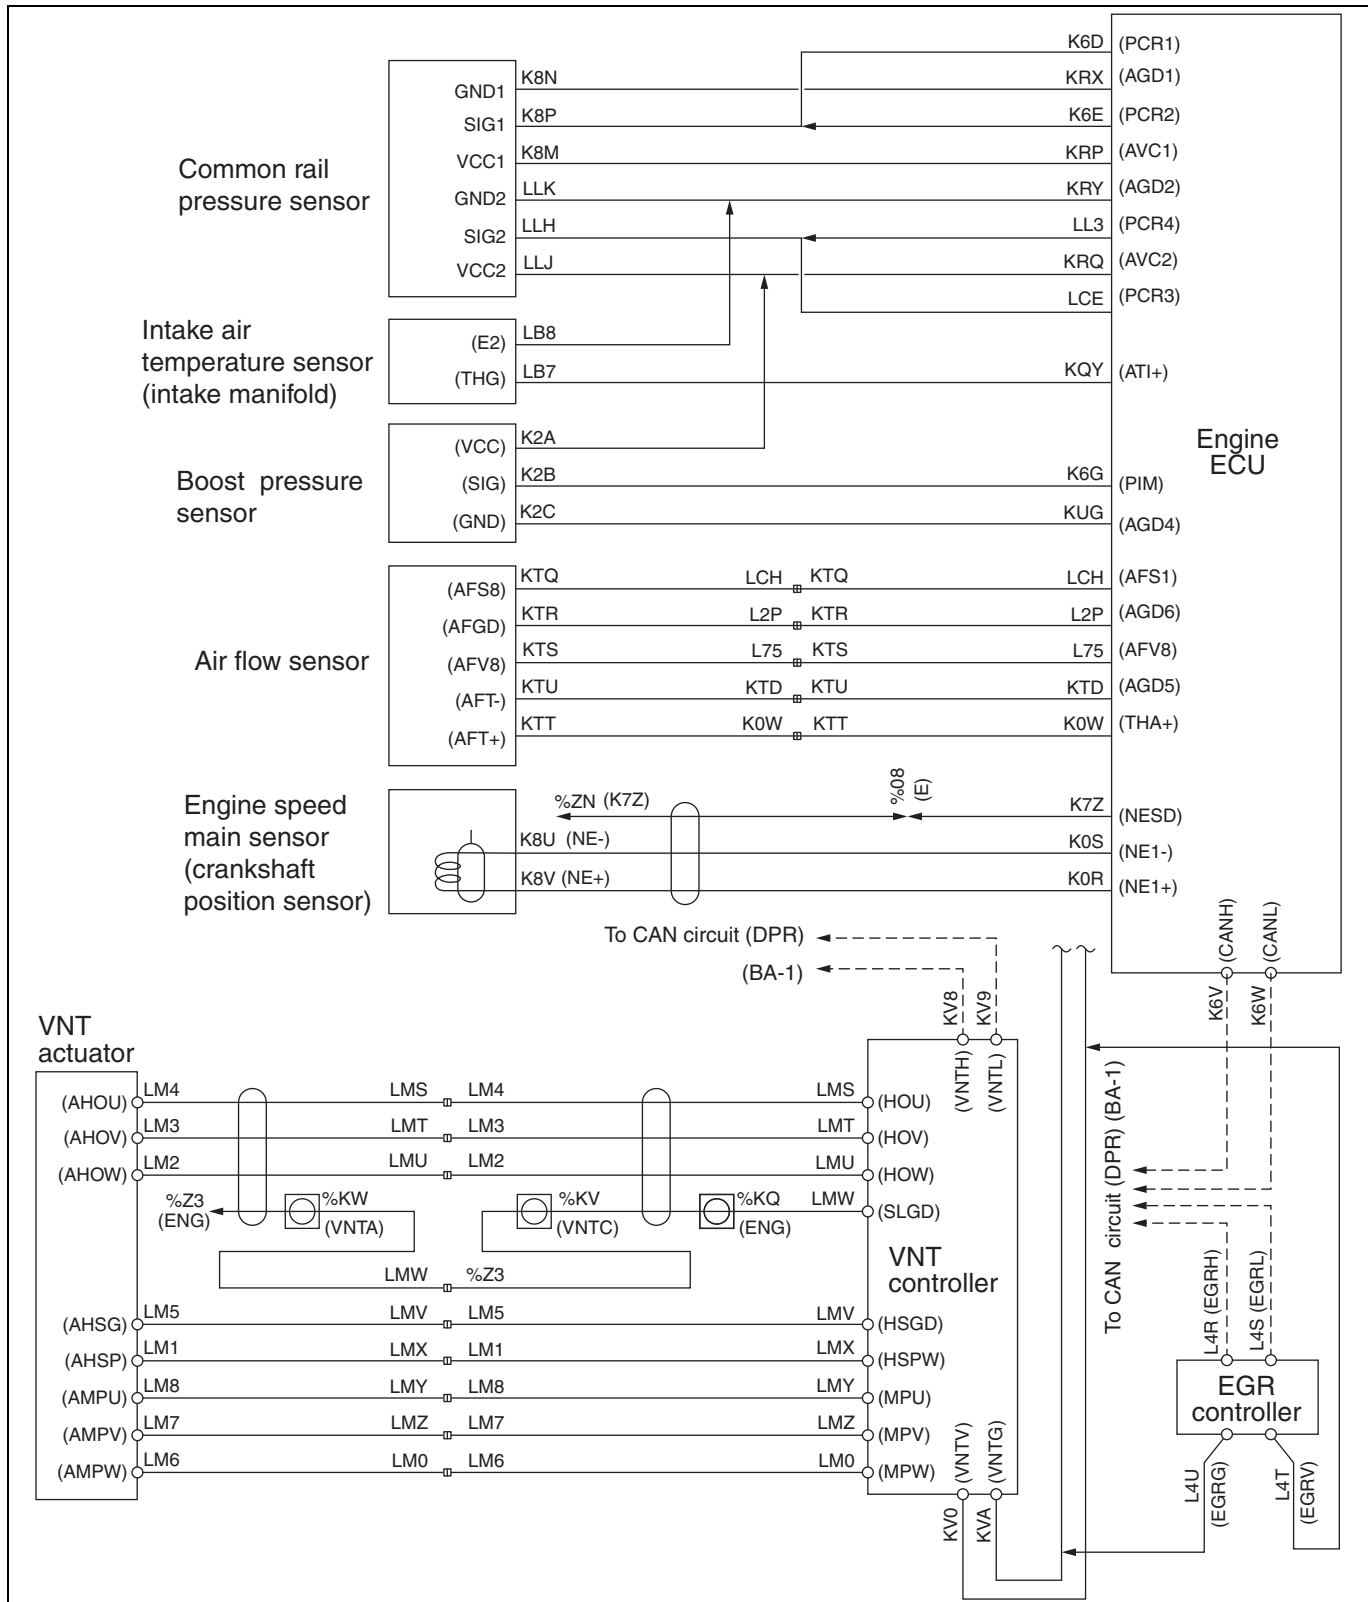 K6D (PCR1)
K8N KRX (AGD1)
GND1
K8P K6E (PCR2)
SIG1
K8M KRP (AVC1)
VCC1
Common rail
pressure sensor
LLK KRY (AGD2)
GND2
LLH LL3 (PCR4)
SIG2
LLJ KRQ (AVC2)
VCC2
LCE (PCR3)
Intake air
temperature sensor
(intake manifold)
(E2) LB8
(THG) LB7 KQY (ATI+)
Engine
ECU
Boost pressure
sensor
(VCC) K2A
(SIG) K2B K6G (PIM)
(GND) K2C KUG (AGD4)
Air flow sensor
(AFS8) KTQ LCH KTQ LCH (AFS1)
(AFGD) KTR L2P KTR L2P (AGD6)
(AFV8) KTS L75 KTS L75 (AFV8)
(AFT-) KTU KTD KTU KTD (AGD5)
(AFT+) KTT K0W KTT K0W (THA+)
Engine speed
main sensor
(crankshaft
position sensor)
%ZN (K7Z) %08 (E) K7Z (NESD)
K8U (NE-) K0S (NE1-)
K8V (NE+) K0R (NE1+)
To CAN circuit (DPR)
(BA-1)
(CANH) (CANL)
K6V K6W
KV8 KV9
(VNTH) (VNTL)
To CAN circuit (DPR) (BA-1)
VNT
actuator
(AHOU) LM4 LMS LM4 LMS (HOU)
(AHOV) LM3 LMT LM3 LMT (HOV)
(AHOW) LM2 LMU LM2 LMU (HOW)
%Z3 %KW %KV %KQ LMW (SLGD)
(ENG) (VNTA) (VNTC) (ENG)
LMW %Z3
VNT
controller
(AHSG) LM5 LMV LM5 LMV (HSGD)
(AHSP) LM1 LMX LM1 LMX (HSPW)
(AMPU) LM8 LMY LM8 LMY (MPU)
(AMPV) LM7 LMZ LM7 LMZ (MPV)
(AMPW) LM6 LM0 LM6 LM0 (MPW)
(VNTV) (VNTG)
KV0 KVA
L4R (EGRH) L4S (EGRL)
EGR
controller
L4U (EGRG) L4T (EGRV)